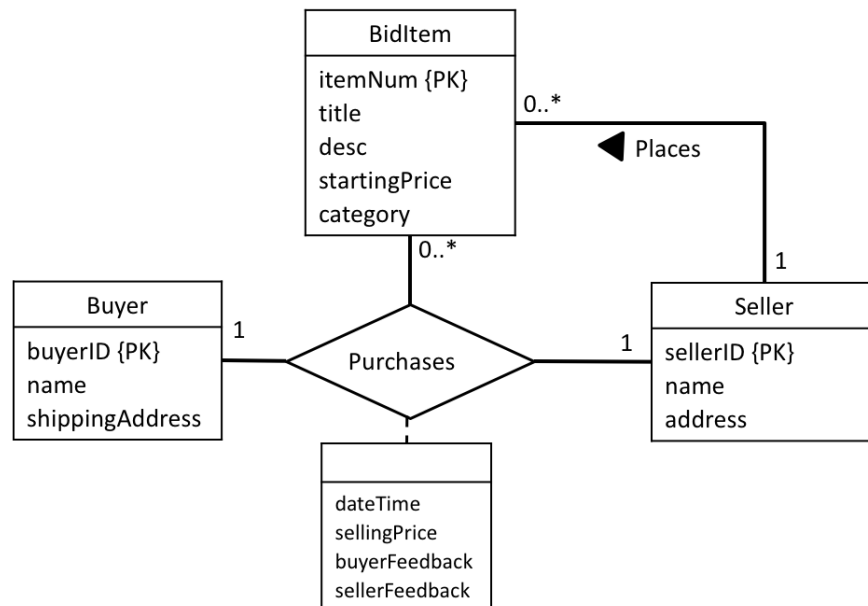 BidItem
itemNum {PK}
title
desc
startingPrice
category
0..*
Places
0..*
1
Buyer
buyerID {PK}
name
shippingAddress
1
Purchases
1
Seller
sellerID {PK}
name
address
dateTime
sellingPrice
buyerFeedback
sellerFeedback